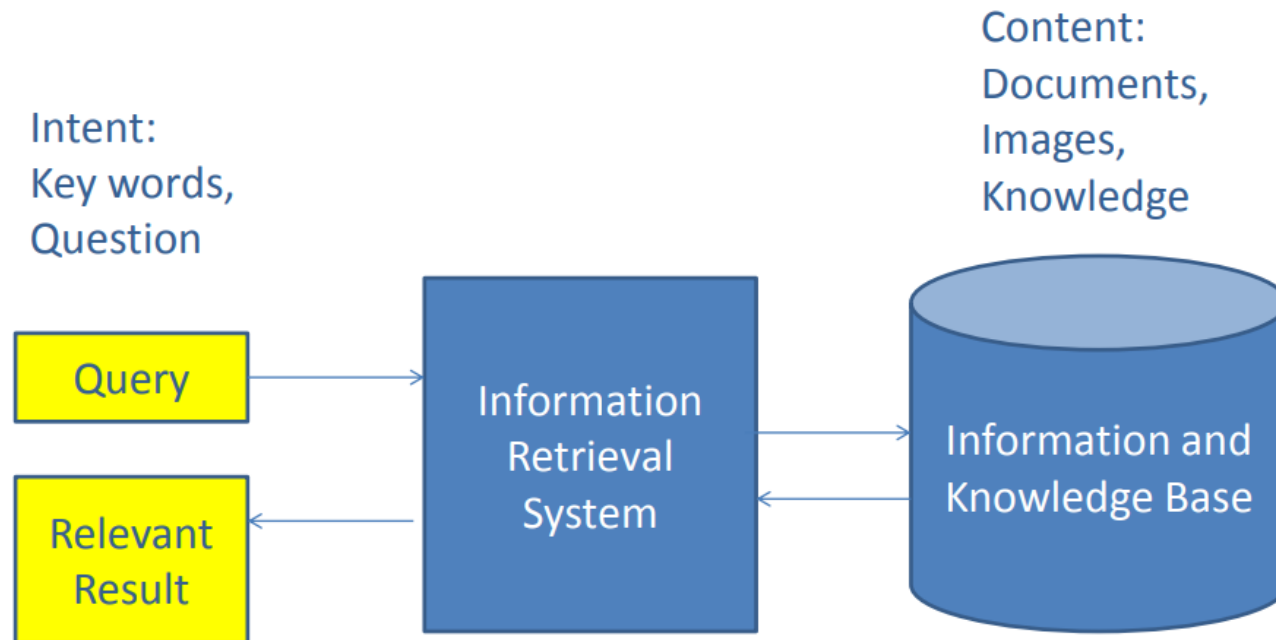 Content:
Documents,
Images,
Knowledge
Intent:
Key words,
Question
Query
Relevant
Result
Information
Retrieval
System
Information and
Knowledge Base